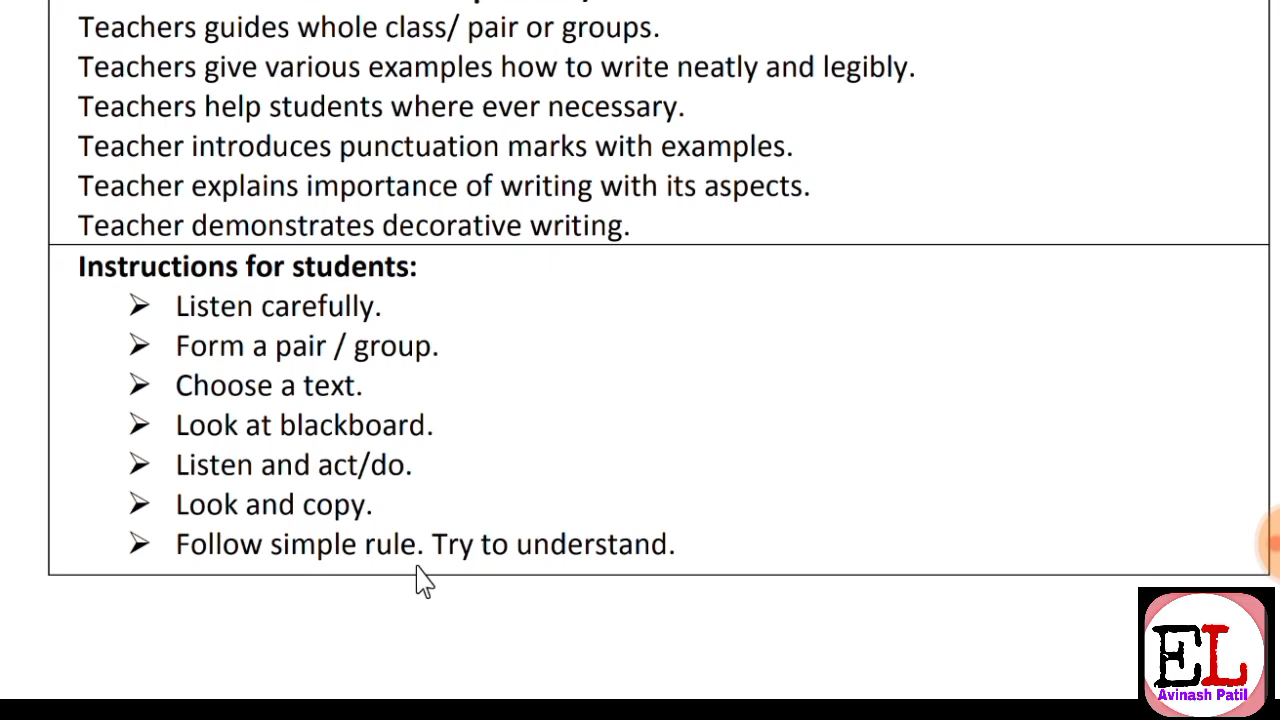 Teachers guides whole class/ pair or groups.
Teachers give various examples how to write neatly and legibly.
Teachers help students where ever necessary.
Teacher introduces punctuation marks with examples.
Teacher explains importance of writing with its aspects.
Teacher demonstrates decorative writing.
Instructions for students:
➢ Listen carefully.
➢ Form a pair / group.
➢ Choose a text.
➢ Look at blackboard.
➢ Listen and act/do.
➢ Look and copy.
➢ Follow simple rule. Try to understand.
EL
Avinash Patil